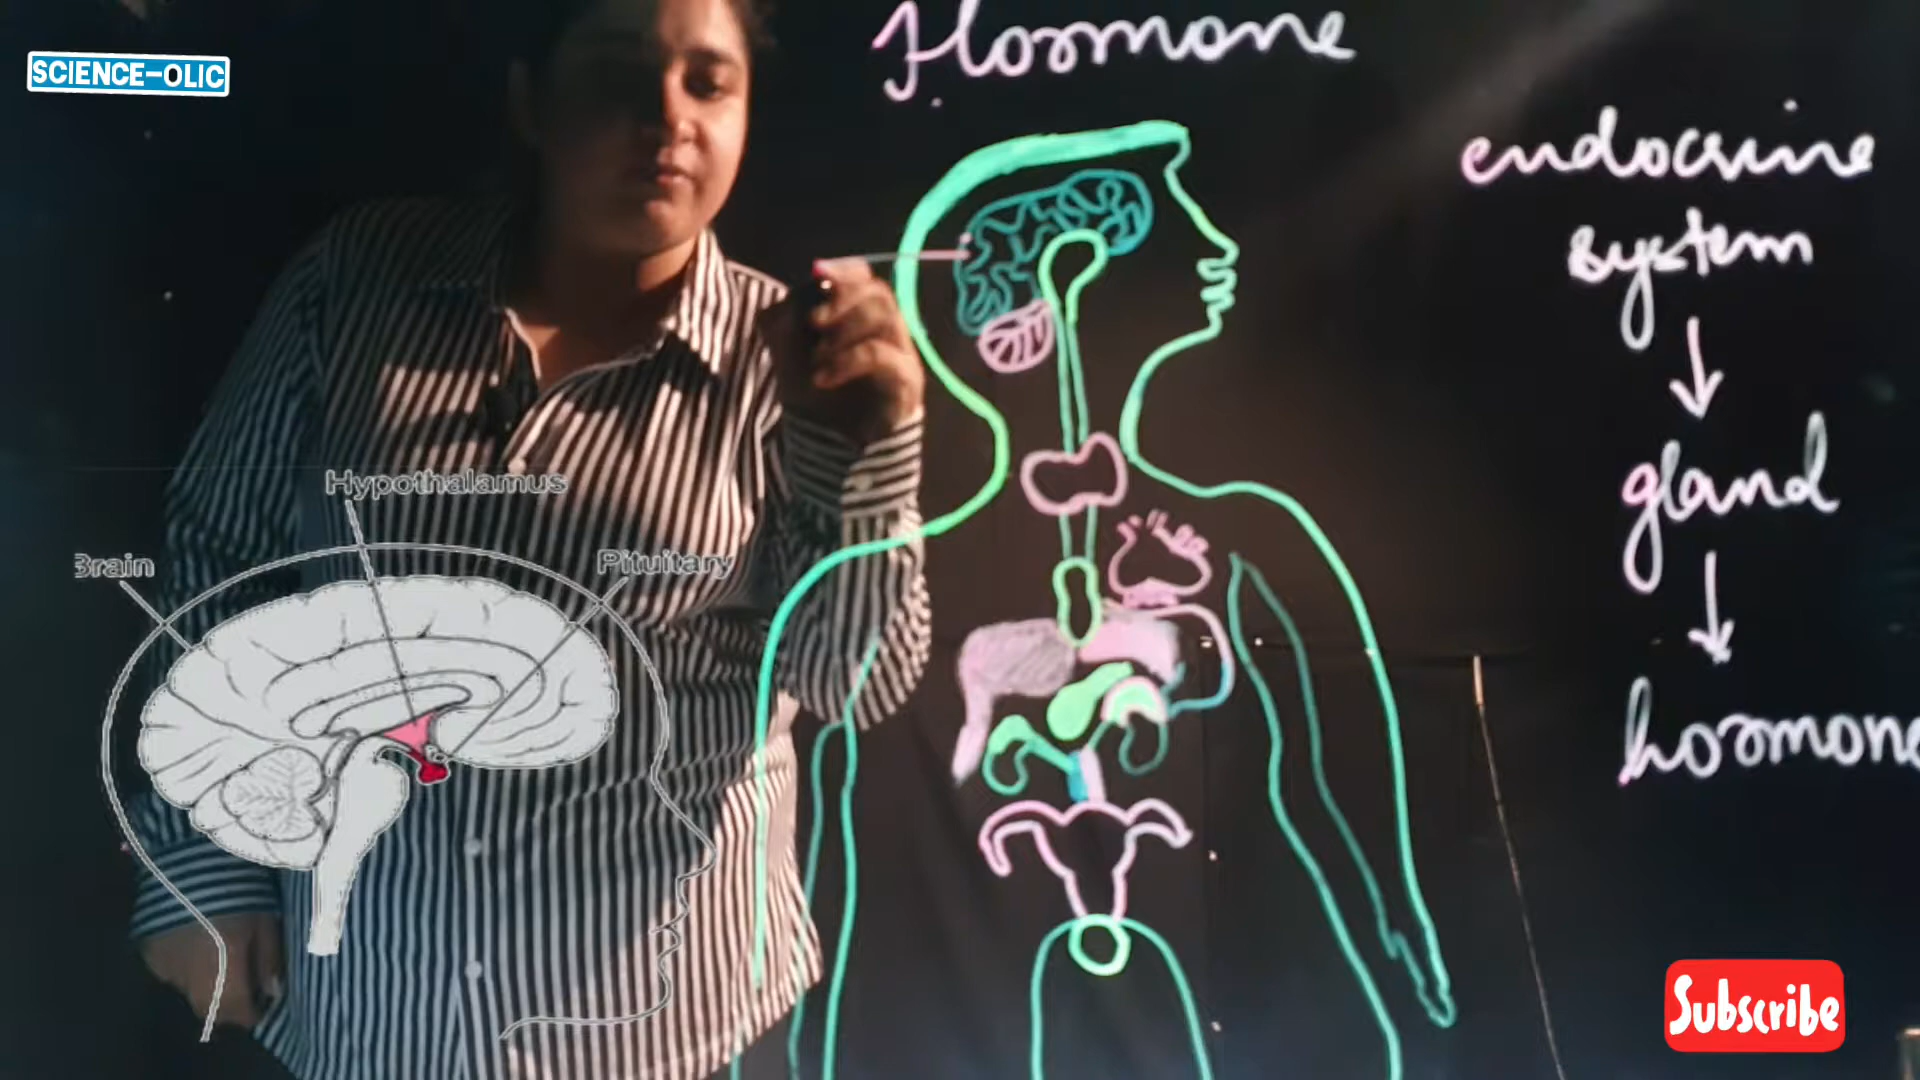 SCIENCE-OLIC
Hormone
endocrine
system
gland
hormone
Hypothalamus
Brain
Pituitary
Subscribe